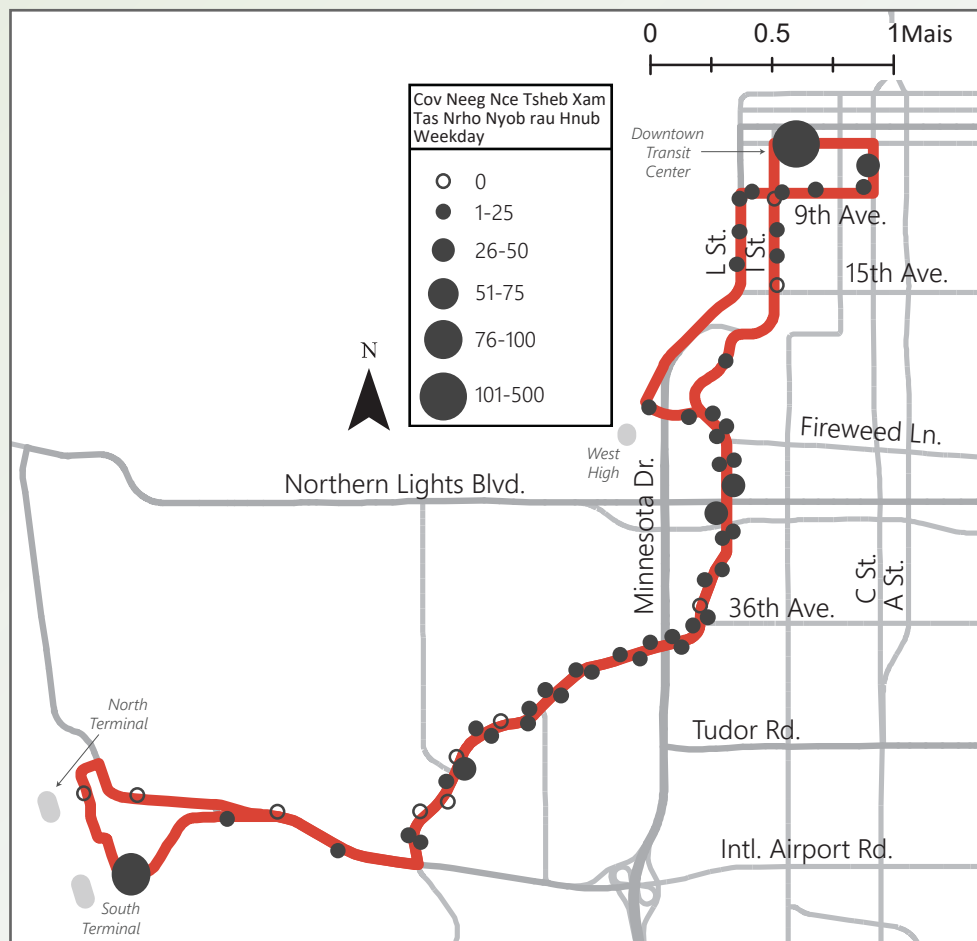 0 0.5 1Mais
Cov Neeg Nce Tsheb Xam
Tas Nrho Nyob rau Hnub
Weekday
0
1-25
26-50
51-75
76-100
101-500
Downtown
Transit
Center
9th Ave.
L St.
I St.
15th Ave.
N
West
High
Fireweed Ln.
Northern Lights Blvd.
Minnesota Dr.
C St.
A St.
36th Ave.
North
Terminal
Tudor Rd.
Intl. Airport Rd.
South
Terminal